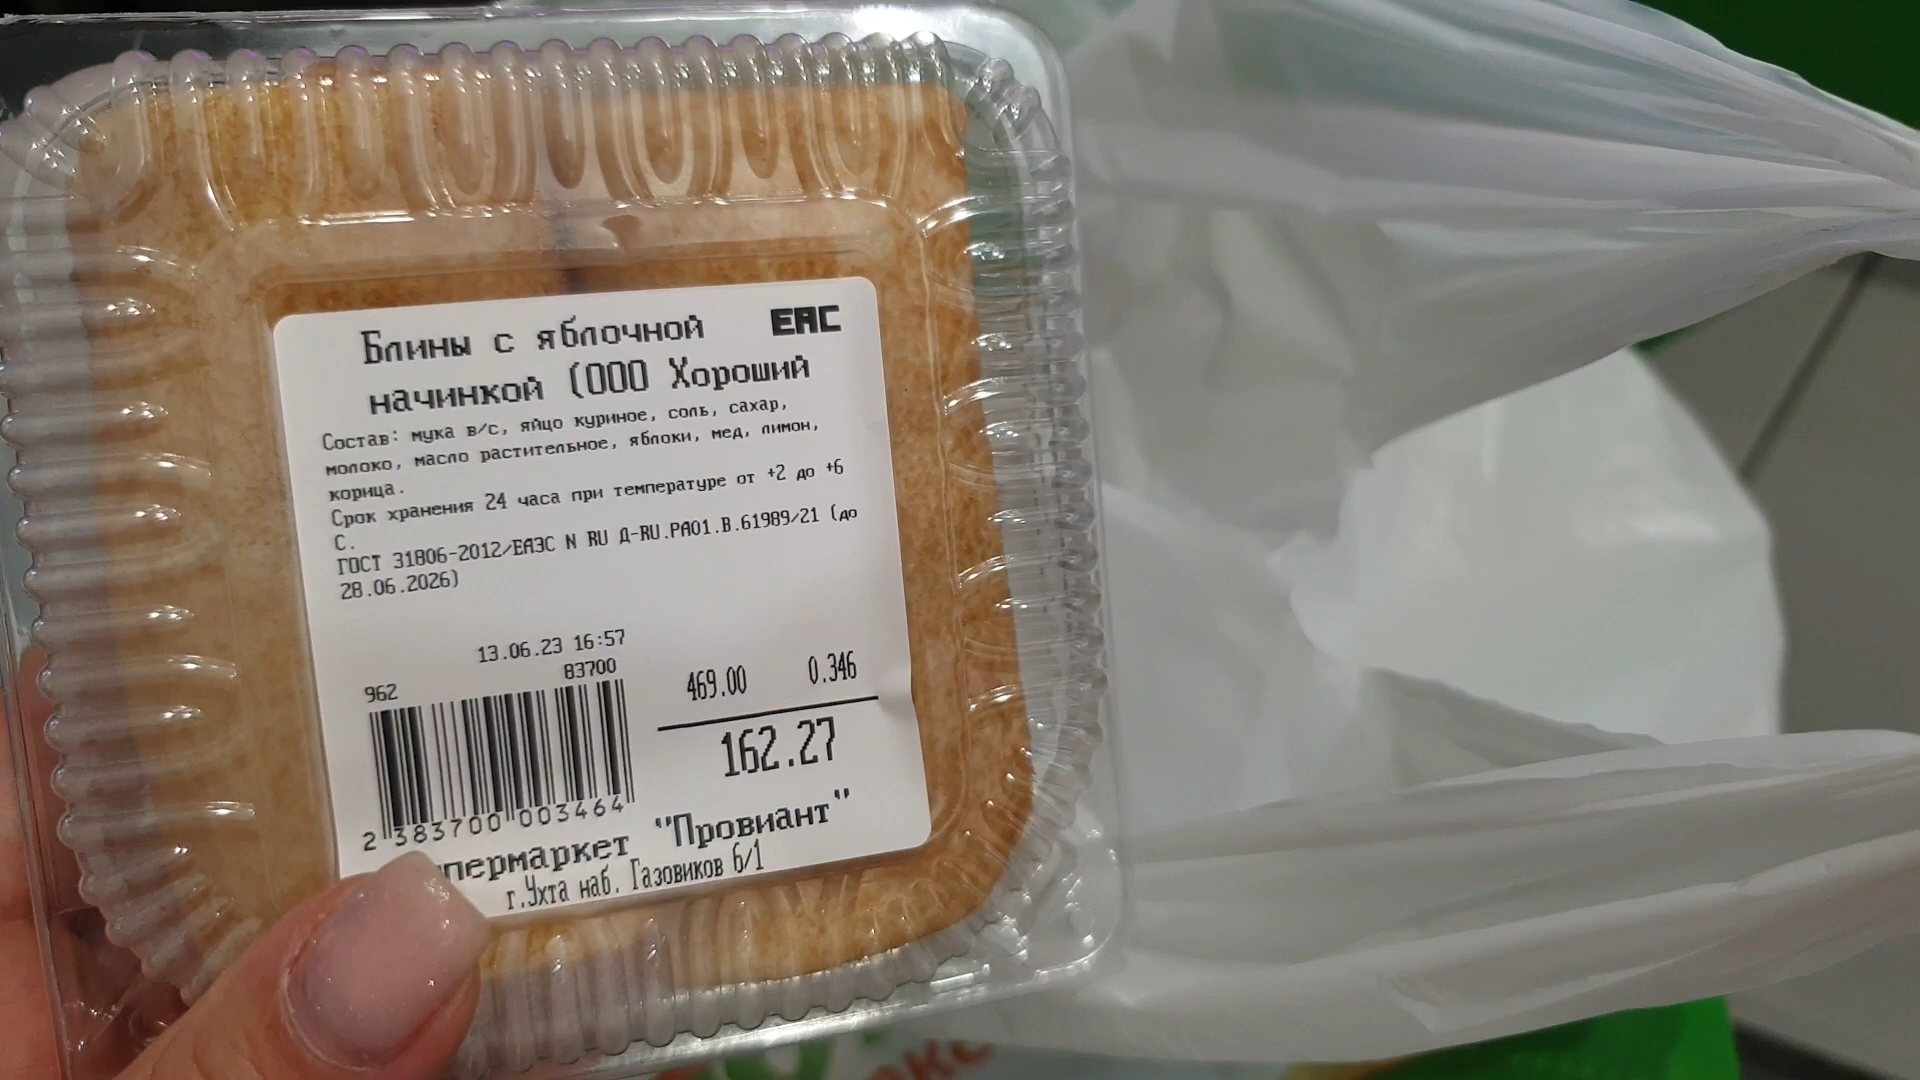 Блины с яблочной
EAC
начинкой (ООО Хороший
Состав: мука в/с, яйцо куриное, соль, сахар,
молоко, масло растительное, яблоки, мед, лимон,
корица.
Срок хранения 24 часа при температуре от +2 до +6
С.
ГОСТ 31806-2012/ЕАЭС N RU Д-RU.РА01.В.61989/21 (до
28.06.2026)
13.06.23 16:57
962
83700
469.00 0.346
162.27
2 383700 003464
"Провиант"
г.Ухта наб. Газовиков 6/1